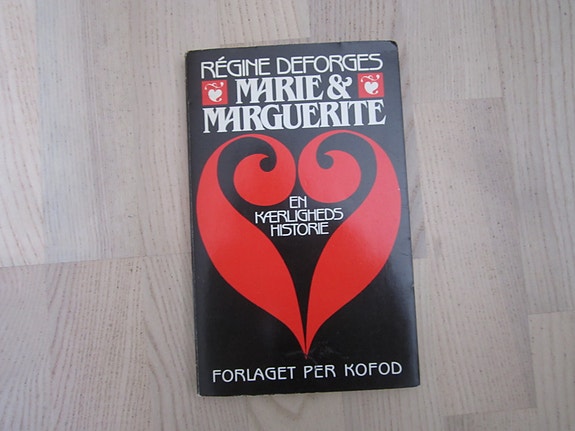 RÉGINE DEFORGES
MARIE &
MARGUERITE
EN
KÆRLIGHEDS
HISTORIE
FORLAGET PER KOFOD